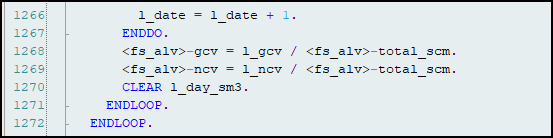 1266 l_date = l_date + 1.
1267 ENDDO.
1268 <fs_alv>-gcv = l_gcv / <fs_alv>-total_scm.
1269 <fs_alv>-ncv = l_ncv / <fs_alv>-total_scm.
1270 CLEAR l_day_sm3.
1271 ENDLOOP.
1272 ENDLOOP.